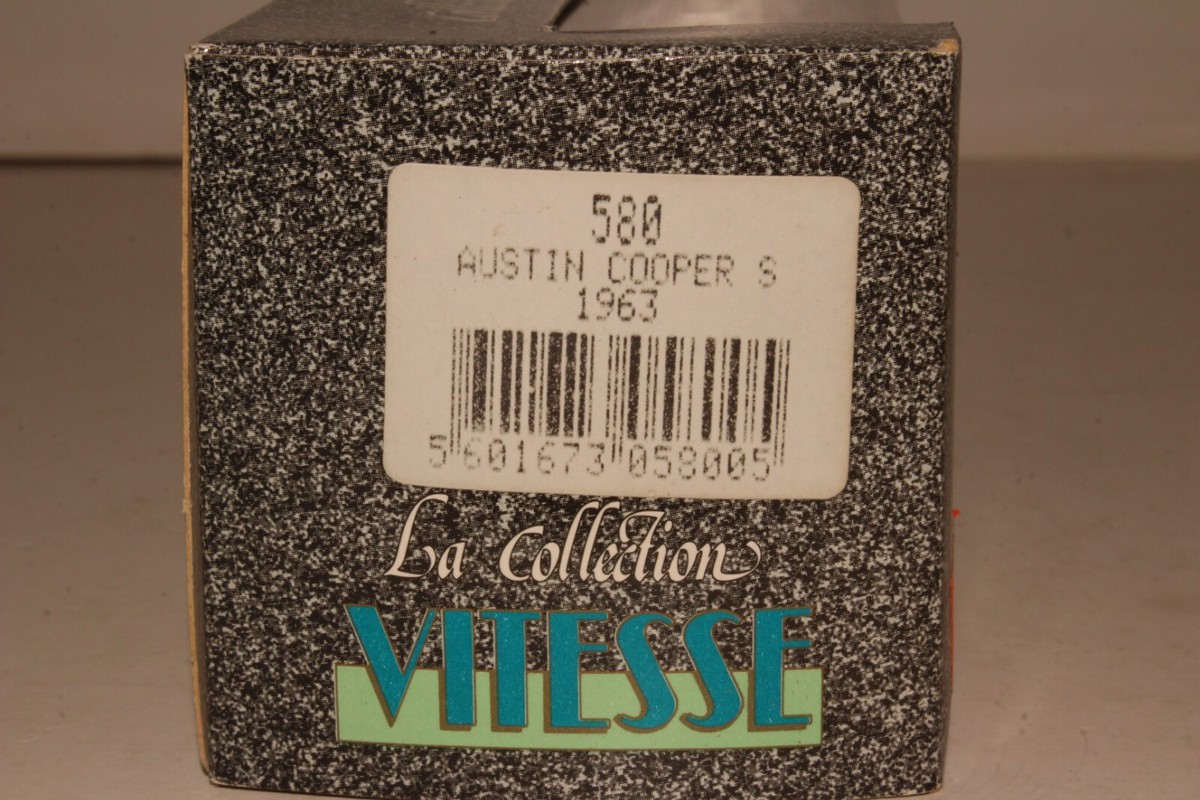 580
AUSTIN COOPER S
1963
5 601673 058005
La Collection
VITESSE